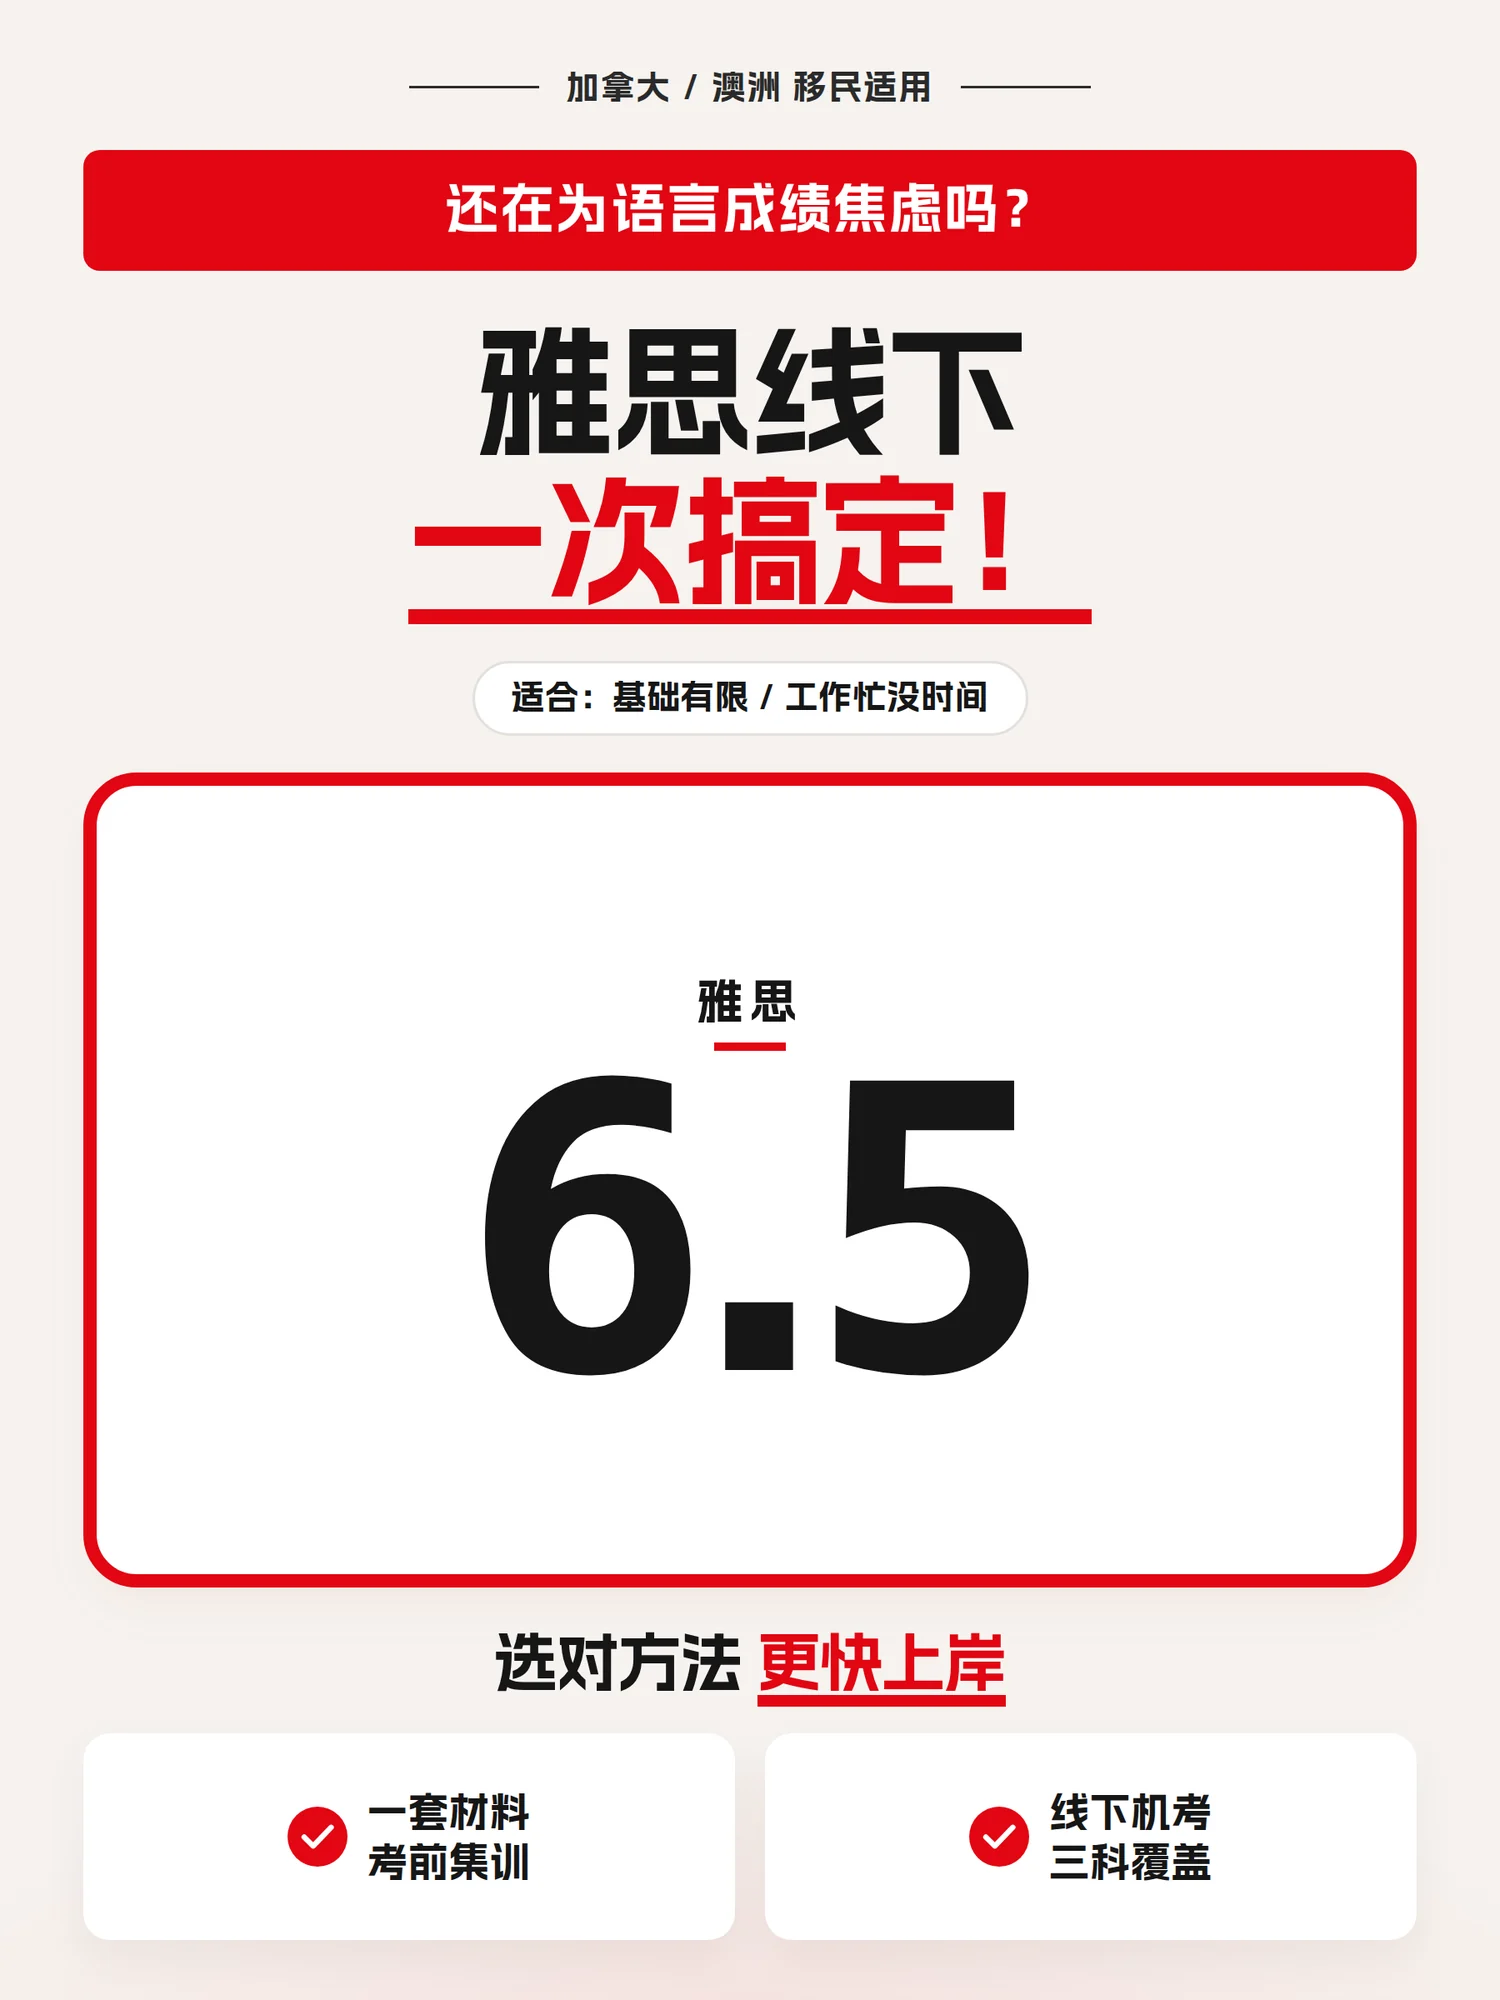 加拿大 / 澳洲 移民适用
还在为语言成绩焦虑吗?
雅思线下
一次搞定!
适合：基础有限 / 工作忙没时间
雅思
6.5
选对方法 更快上岸
一套材料
考前集训
线下机考
三科覆盖